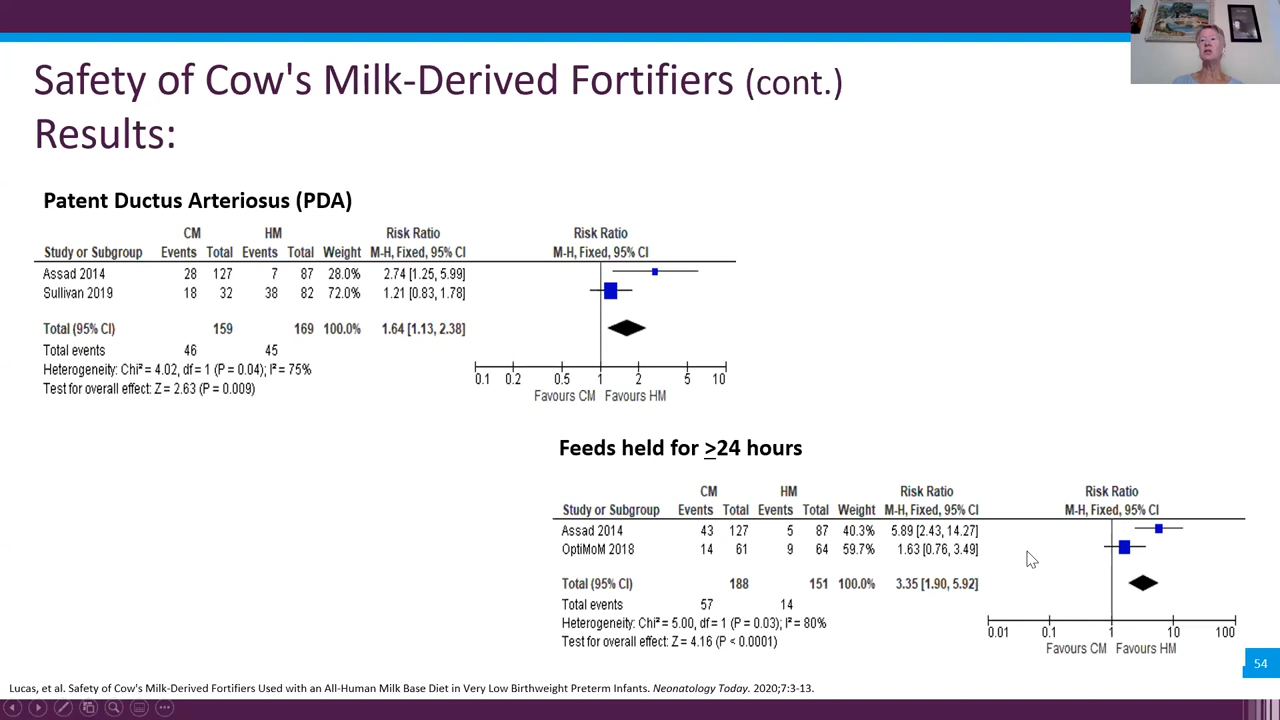 Safety of Cow's Milk-Derived Fortifiers (cont.)
Results:
Patent Ductus Arteriosus (PDA)
CM HM Risk Ratio Risk Ratio
Study or Subgroup Events Total Events Total Weight M-H, Fixed, 95% CI M-H, Fixed, 95% CI
Assad 2014 28 127 7 87 28.0% 2.74 [1.25, 5.99]
Sullivan 2019 18 32 38 82 72.0% 1.21 [0.83, 1.78]
Total (95% CI) 159 169 100.0% 1.64 [1.13, 2.38]
Total events 46 45
Heterogeneity: Chi² = 4.02, df = 1 (P = 0.04); I² = 75%
Test for overall effect: Z = 2.63 (P = 0.009)
0.1 0.2 0.5 1 2 5 10
Favours CM Favours HM
Feeds held for ≥24 hours
CM HM Risk Ratio Risk Ratio
Study or Subgroup Events Total Events Total Weight M-H, Fixed, 95% CI M-H, Fixed, 95% CI
Assad 2014 43 127 5 87 40.3% 5.89 [2.43, 14.27]
OptiMoM 2018 14 61 9 64 59.7% 1.63 [0.76, 3.49]
Total (95% CI) 188 151 100.0% 3.35 [1.90, 5.92]
Total events 57 14
Heterogeneity: Chi² = 5.00, df = 1 (P = 0.03); I² = 80%
Test for overall effect: Z = 4.16 (P < 0.0001)
0.01 0.1 1 10 100
Favours CM Favours HM
54
Lucas, et al. Safety of Cow's Milk-Derived Fortifiers Used with an All-Human Milk Base Diet in Very Low Birthweight Preterm Infants. Neonatology Today. 2020;7:3-13.